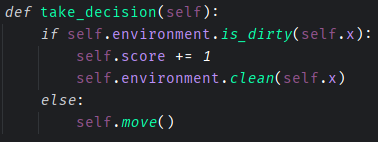 def take_decision(self):
    if self.environment.is_dirty(self.x):
        self.score += 1
        self.environment.clean(self.x)
    else:
        self.move()